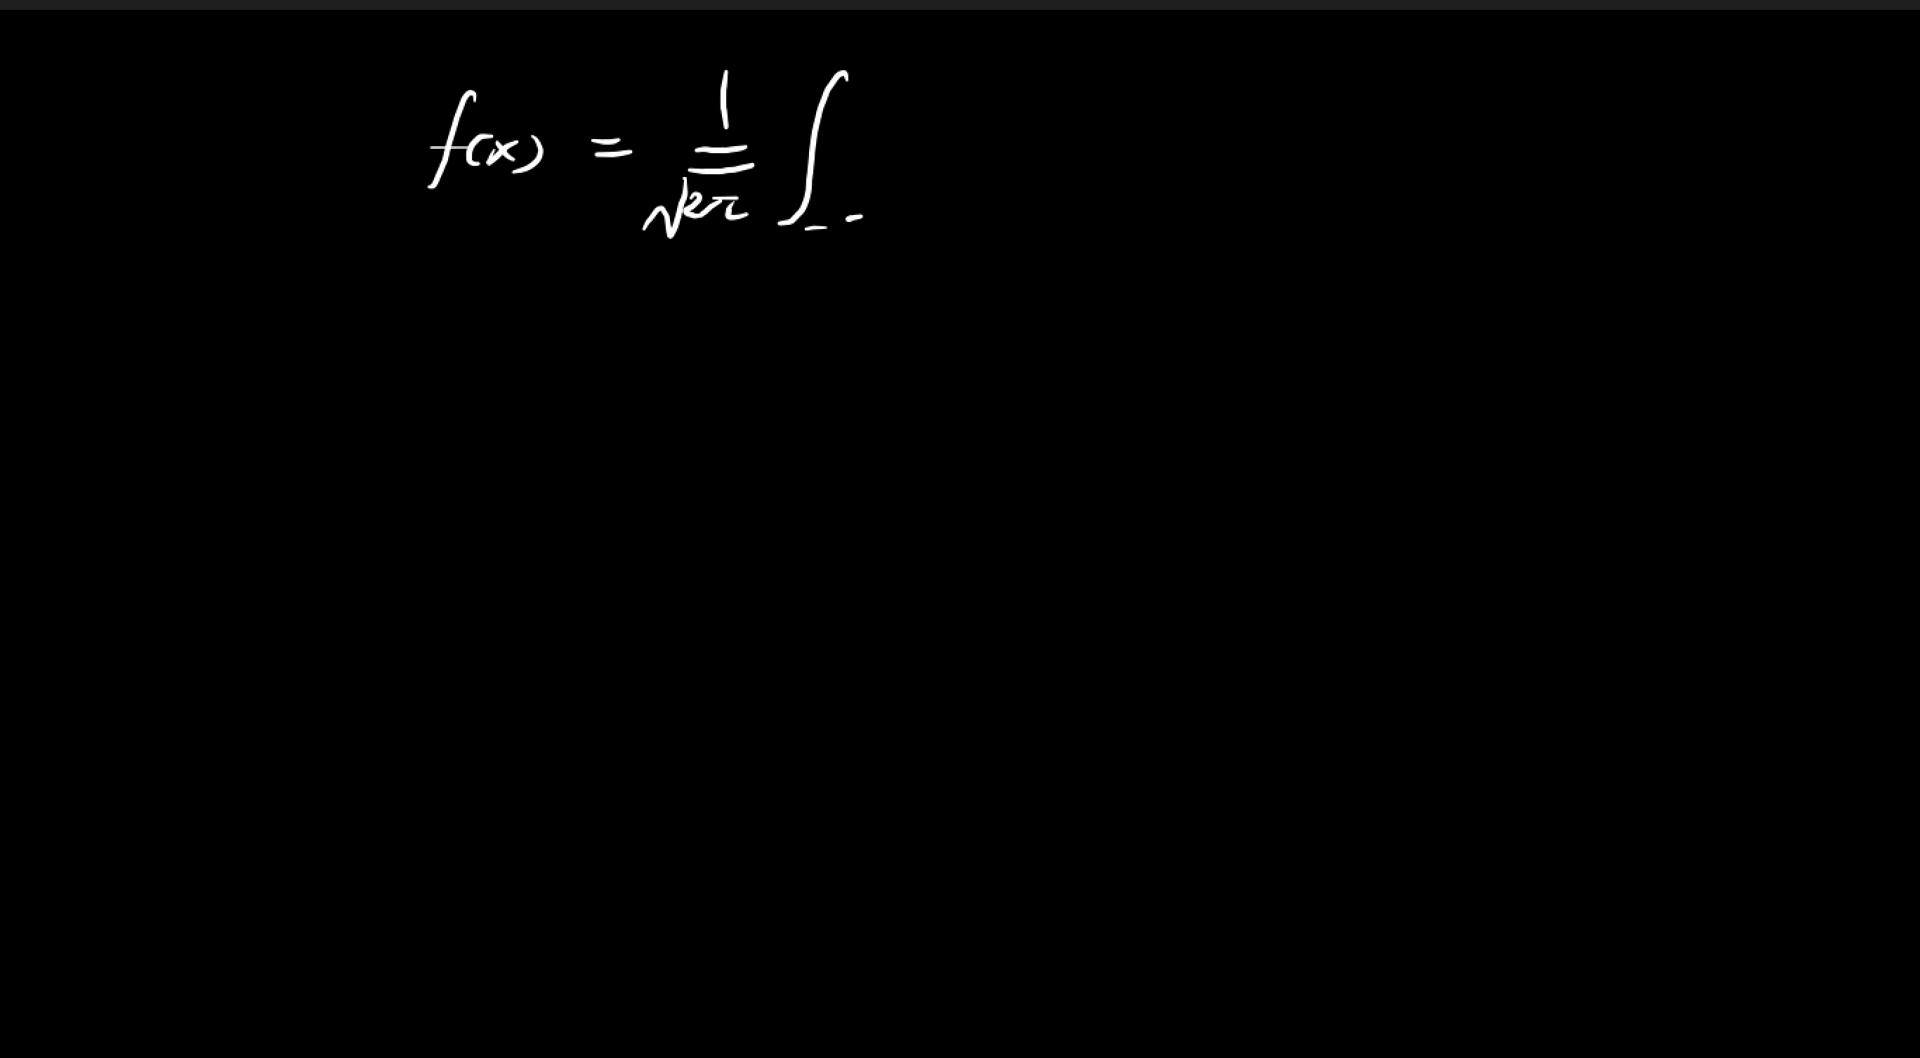 f(x) = 1/√2π ∫_-